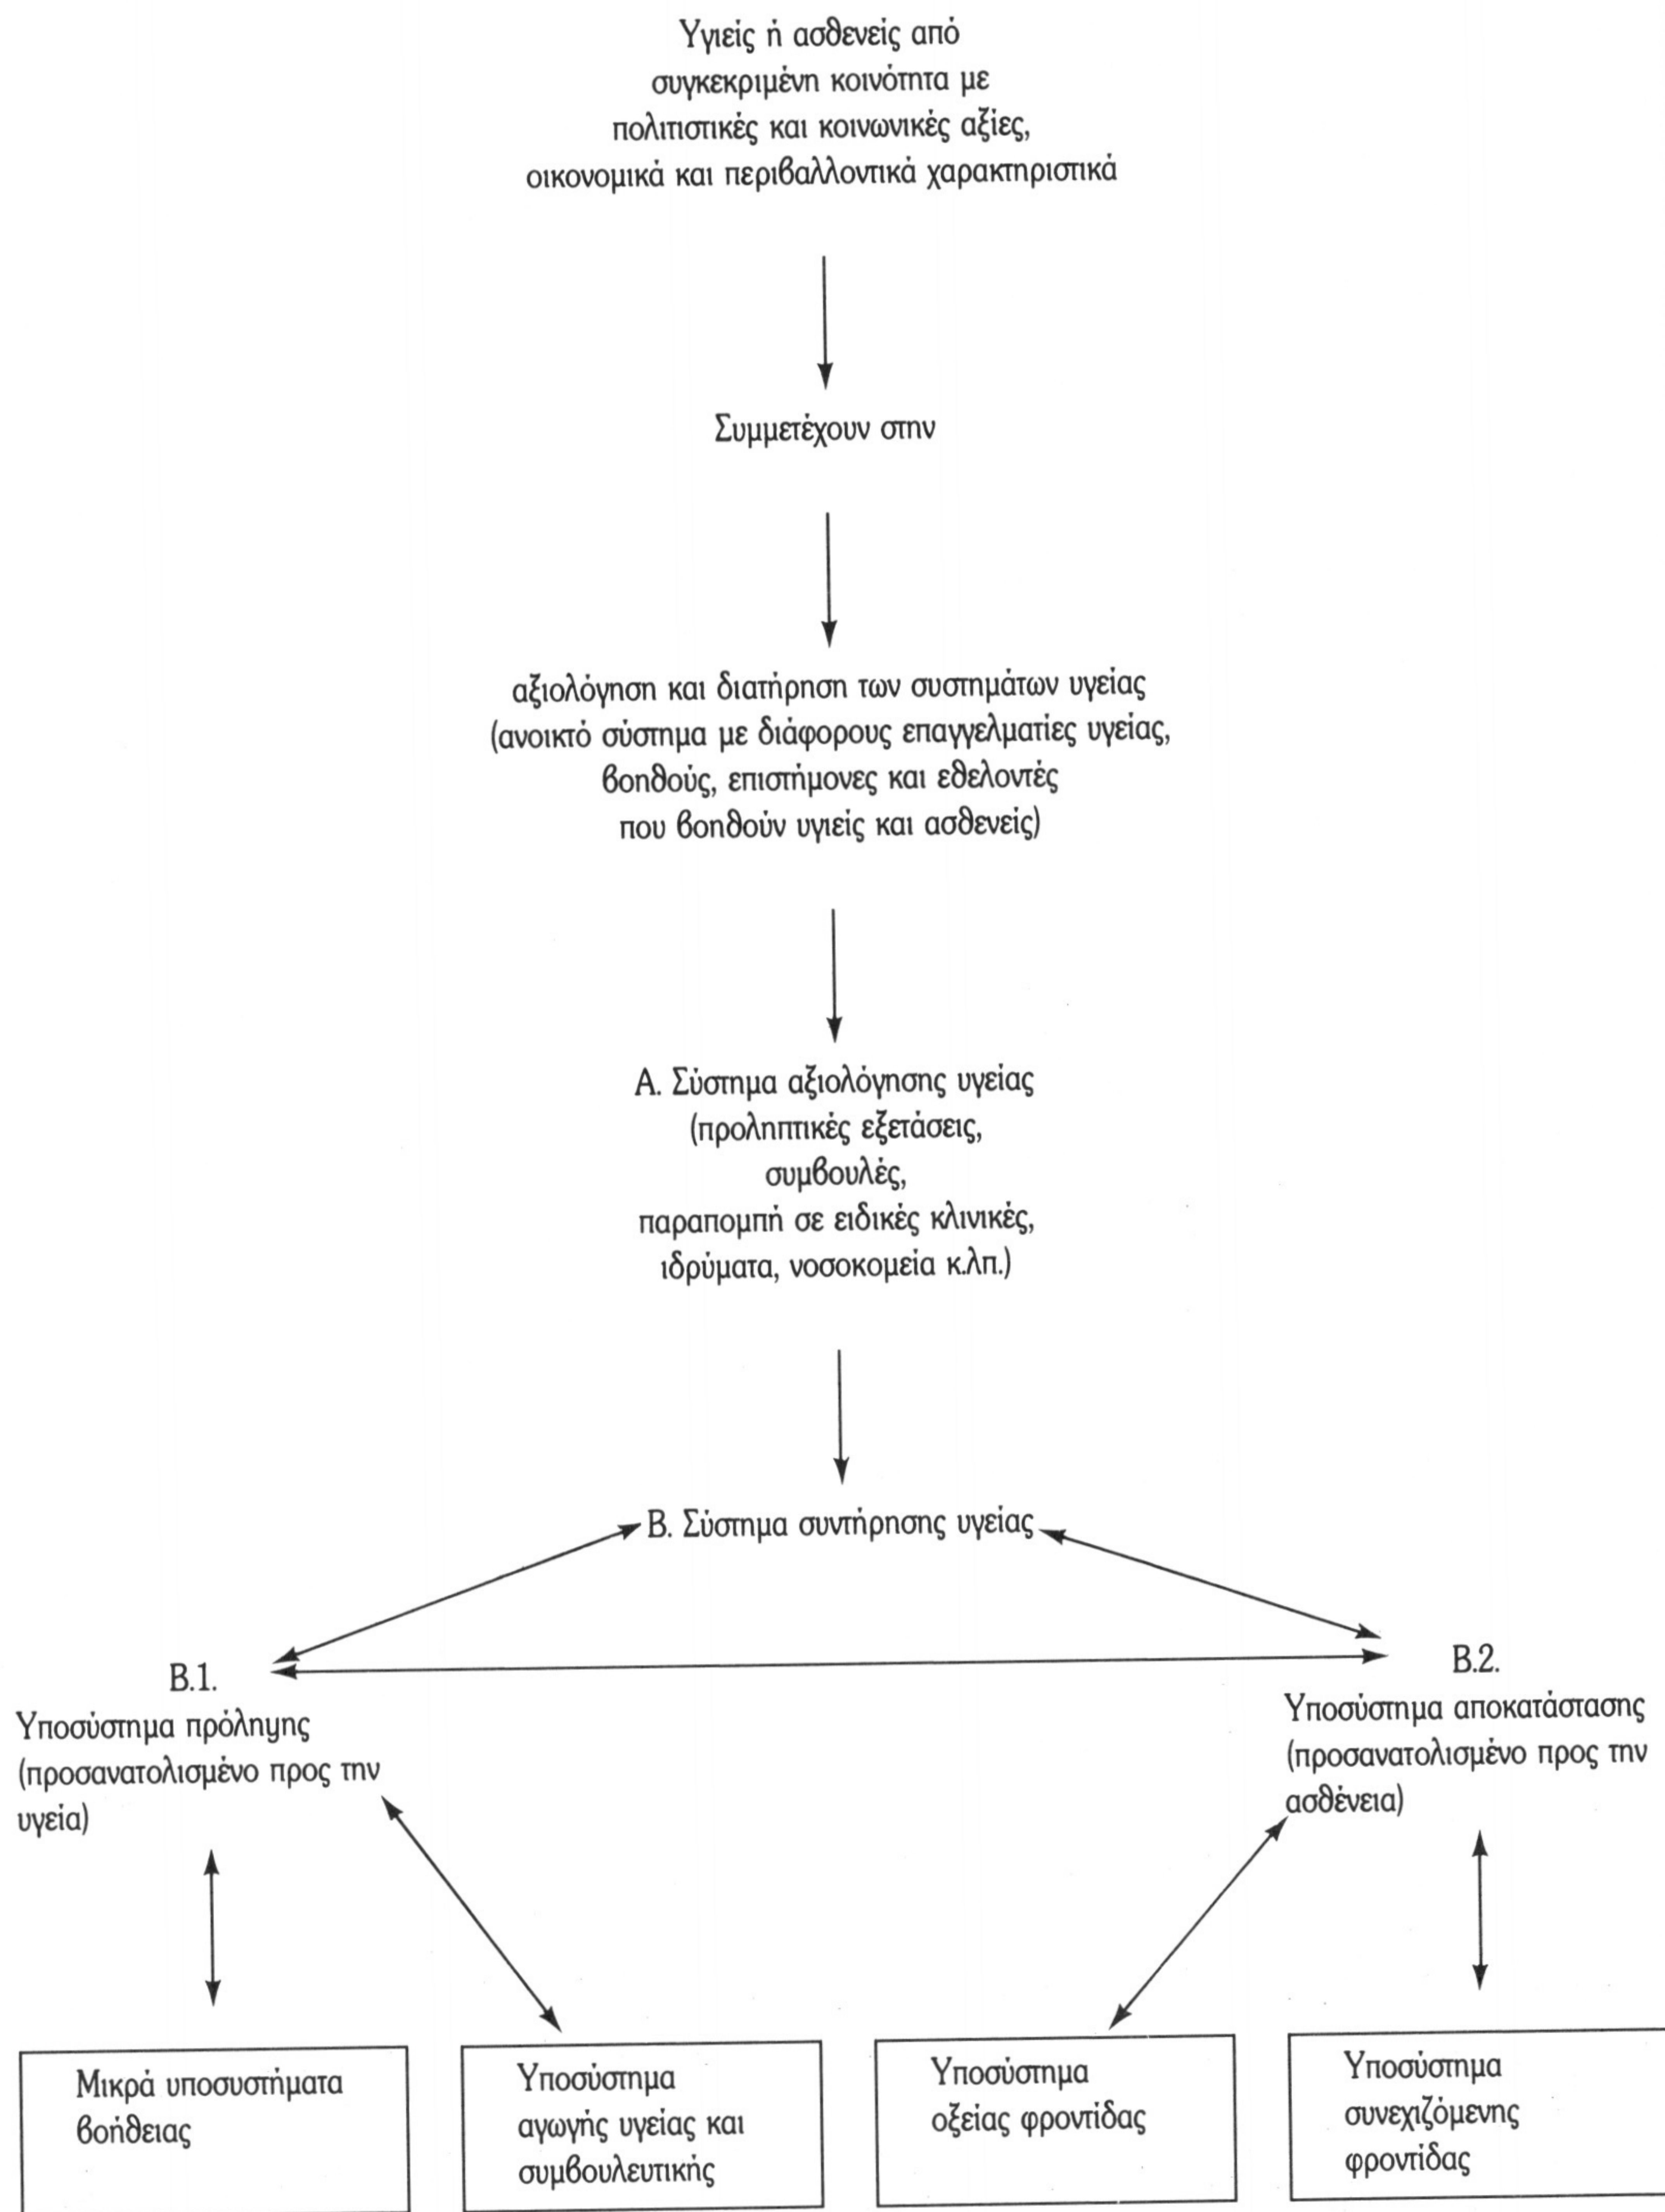 Υγιείς ή ασθενείς από
συγκεκριμένη κοινότητα με
πολιτιστικές και κοινωνικές αξίες,
οικονομικά και περιβαλλοντικά χαρακτηριστικά
Συμμετέχουν στην
αξιολόγηση και διατήρηση των συστημάτων υγείας
(ανοικτό σύστημα με διάφορους επαγγελματίες υγείας,
βοηθούς, επιστήμονες και εθελοντές
που βοηθούν υγιείς και ασθενείς)
Α. Σύστημα αξιολόγησης υγείας
(προληπτικές εξετάσεις,
συμβουλές,
παραπομπή σε ειδικές κλινικές,
ιδρύματα, νοσοκομεία κ.λπ.)
Β. Σύστημα συντήρησης υγείας
Β.1.
Υποσύστημα πρόληψης
(προσανατολισμένο προς την
υγεία)
Β.2.
Υποσύστημα αποκατάστασης
(προσανατολισμένο προς την
ασθένεια)
Μικρά υποσυστήματα
βοήθειας
Υποσύστημα
αγωγής υγείας και
συμβουλευτικής
Υποσύστημα
οξείας φροντίδας
Υποσύστημα
συνεχιζόμενης
φροντίδας